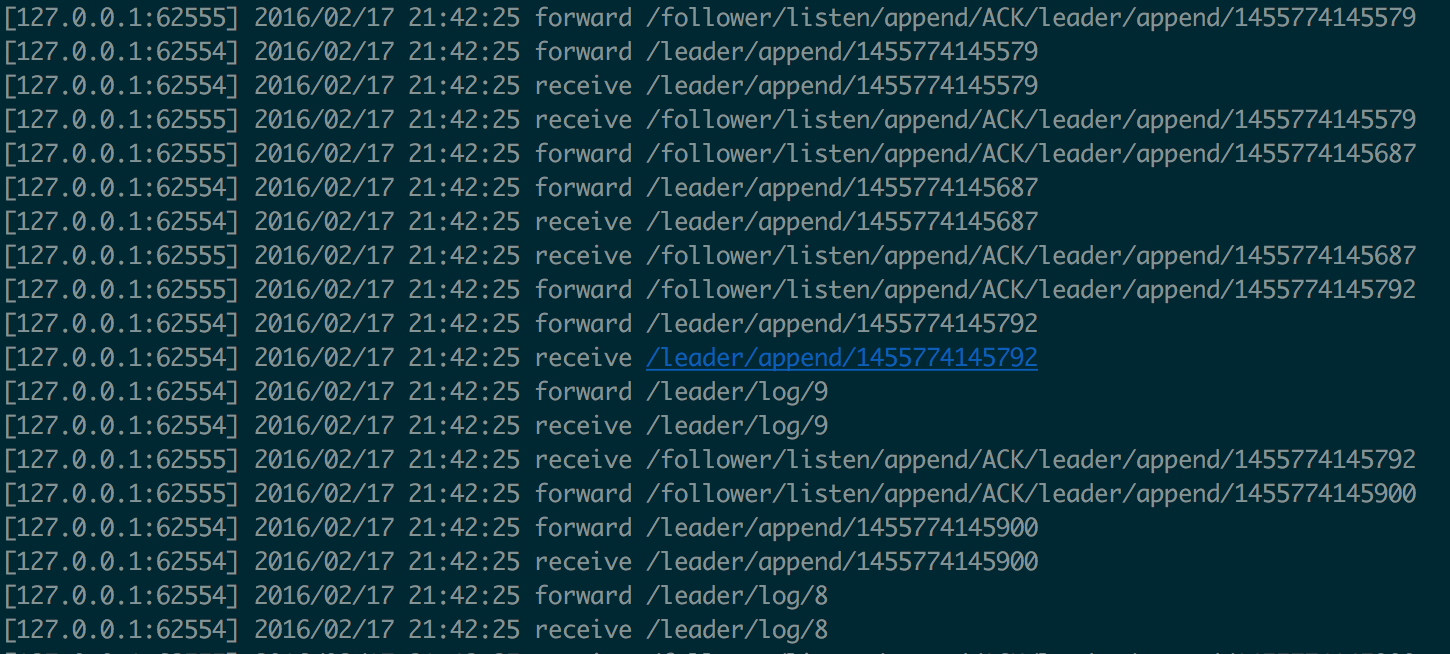 [127.0.0.1:62555] 2016/02/17 21:42:25 forward /follower/listen/append/ACK/leader/append/1455774145579
[127.0.0.1:62554] 2016/02/17 21:42:25 forward /leader/append/1455774145579
[127.0.0.1:62554] 2016/02/17 21:42:25 receive /leader/append/1455774145579
[127.0.0.1:62555] 2016/02/17 21:42:25 receive /follower/listen/append/ACK/leader/append/1455774145579
[127.0.0.1:62555] 2016/02/17 21:42:25 forward /follower/listen/append/ACK/leader/append/1455774145687
[127.0.0.1:62554] 2016/02/17 21:42:25 forward /leader/append/1455774145687
[127.0.0.1:62554] 2016/02/17 21:42:25 receive /leader/append/1455774145687
[127.0.0.1:62555] 2016/02/17 21:42:25 receive /follower/listen/append/ACK/leader/append/1455774145687
[127.0.0.1:62555] 2016/02/17 21:42:25 forward /follower/listen/append/ACK/leader/append/1455774145792
[127.0.0.1:62554] 2016/02/17 21:42:25 forward /leader/append/1455774145792
[127.0.0.1:62554] 2016/02/17 21:42:25 receive /leader/append/1455774145792
[127.0.0.1:62554] 2016/02/17 21:42:25 forward /leader/log/9
[127.0.0.1:62554] 2016/02/17 21:42:25 receive /leader/log/9
[127.0.0.1:62555] 2016/02/17 21:42:25 receive /follower/listen/append/ACK/leader/append/1455774145792
[127.0.0.1:62555] 2016/02/17 21:42:25 forward /follower/listen/append/ACK/leader/append/1455774145900
[127.0.0.1:62554] 2016/02/17 21:42:25 forward /leader/append/1455774145900
[127.0.0.1:62554] 2016/02/17 21:42:25 receive /leader/append/1455774145900
[127.0.0.1:62554] 2016/02/17 21:42:25 forward /leader/log/8
[127.0.0.1:62554] 2016/02/17 21:42:25 receive /leader/log/8